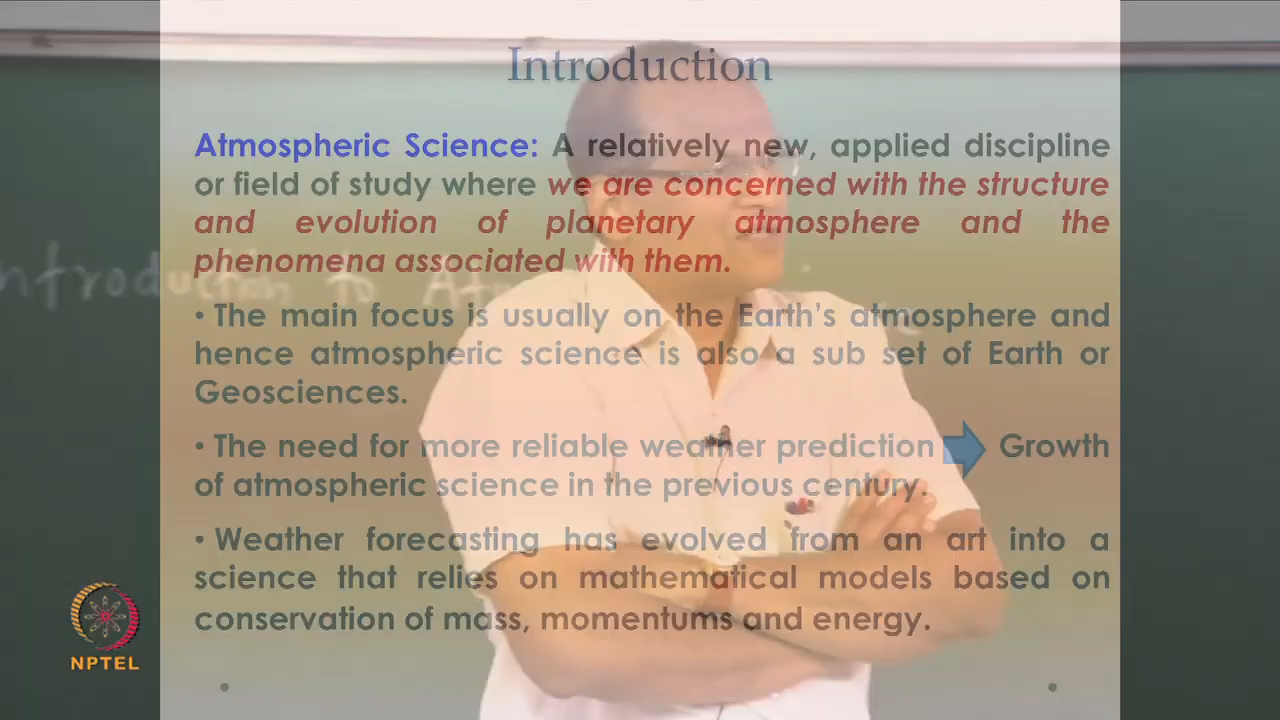 Introduction
Atmospheric Science: A relatively new, applied discipline
or field of study where we are concerned with the structure
and evolution of planetary atmosphere and the
phenomena associated with them.
introduction to
• The main focus is usually on the Earth's atmosphere and
hence atmospheric science is also a sub set of Earth or
Geosciences.
• The need for more reliable weather prediction Growth
of atmospheric science in the previous century.
• Weather forecasting has evolved from an art into a
science that relies on mathematical models based on
conservation of mass, momentums and energy.
NPTEL